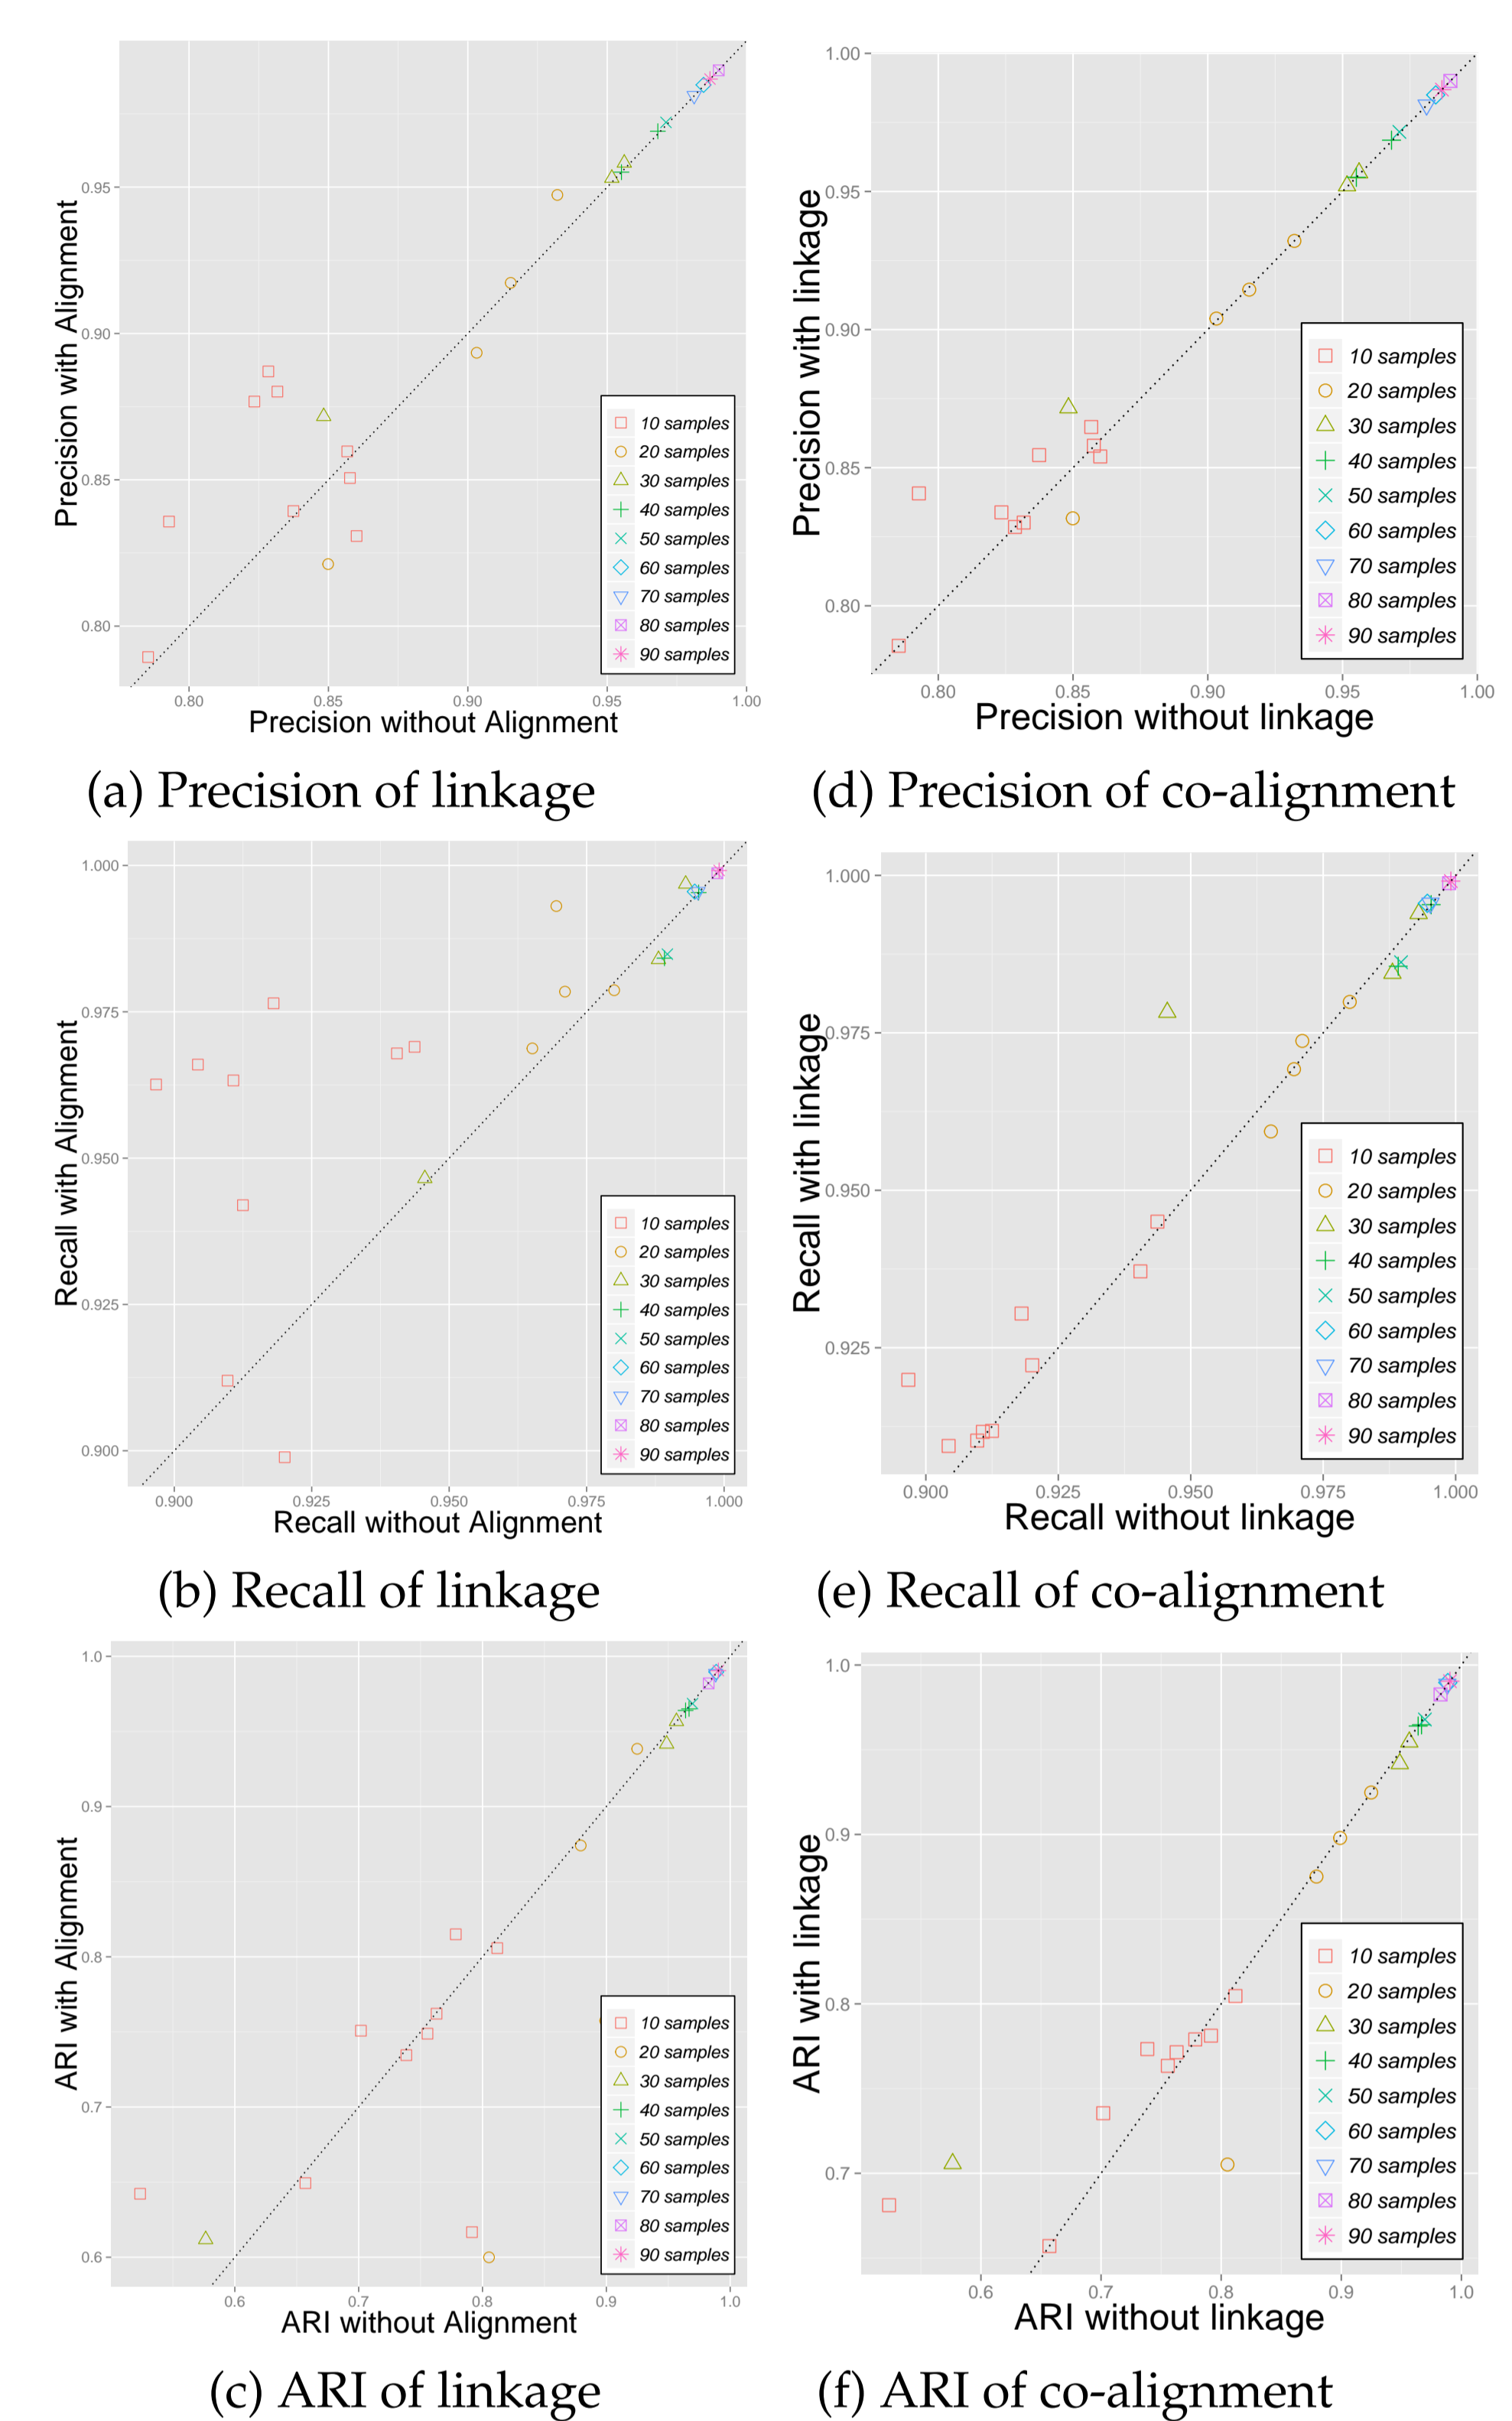 0.95
0.90
0.85
0.80
Precision with Alignment
10 samples
20 samples
30 samples
40 samples
50 samples
60 samples
70 samples
80 samples
90 samples
0.80 0.85 0.90 0.95 1.00
Precision without Alignment
(a) Precision of linkage
1.00
0.95
0.90
0.85
0.80
Precision with linkage
10 samples
20 samples
30 samples
40 samples
50 samples
60 samples
70 samples
80 samples
90 samples
0.80 0.85 0.90 0.95 1.00
Precision without linkage
(d) Precision of co-alignment
1.000
0.975
0.950
0.925
0.900
Recall with Alignment
10 samples
20 samples
30 samples
40 samples
50 samples
60 samples
70 samples
80 samples
90 samples
0.900 0.925 0.950 0.975 1.000
Recall without Alignment
(b) Recall of linkage
1.000
0.975
0.950
0.925
Recall with linkage
10 samples
20 samples
30 samples
40 samples
50 samples
60 samples
70 samples
80 samples
90 samples
0.900 0.925 0.950 0.975 1.000
Recall without linkage
(e) Recall of co-alignment
1.0
0.9
0.8
0.7
0.6
ARI with Alignment
10 samples
20 samples
30 samples
40 samples
50 samples
60 samples
70 samples
80 samples
90 samples
0.6 0.7 0.8 0.9 1.0
ARI without Alignment
(c) ARI of linkage
1.0
0.9
0.8
0.7
ARI with linkage
10 samples
20 samples
30 samples
40 samples
50 samples
60 samples
70 samples
80 samples
90 samples
0.6 0.7 0.8 0.9 1.0
ARI without linkage
(f) ARI of co-alignment